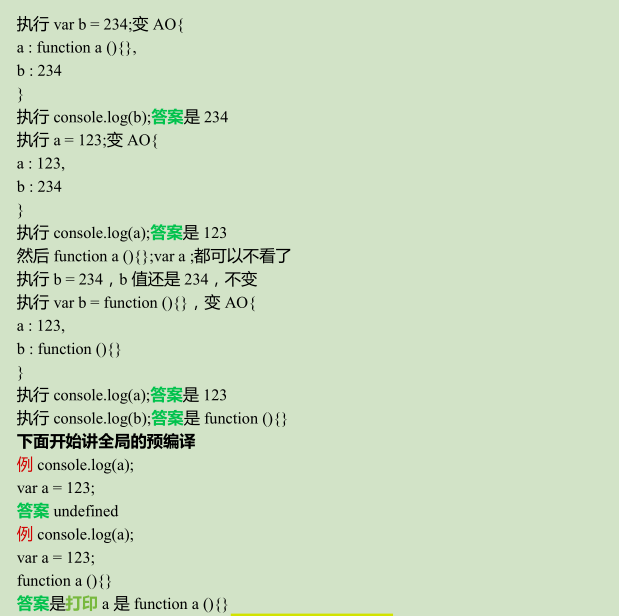 执行 var b = 234;变 AO{
a : function a (){},
b : 234
}
执行 console.log(b);答案是 234
执行 a = 123;变 AO{
a : 123,
b : 234
}
执行 console.log(a);答案是 123
然后 function a (){};var a ;都可以不看了
执行 b = 234，b 值还是 234，不变
执行 var b = function (){}，变 AO{
a : 123,
b : function (){}
}
执行 console.log(a);答案是 123
执行 console.log(b);答案是 function (){}
下面开始讲全局的预编译
例 console.log(a);
var a = 123;
答案 undefined
例 console.log(a);
var a = 123;
function a (){}
答案是打印 a 是 function a (){}